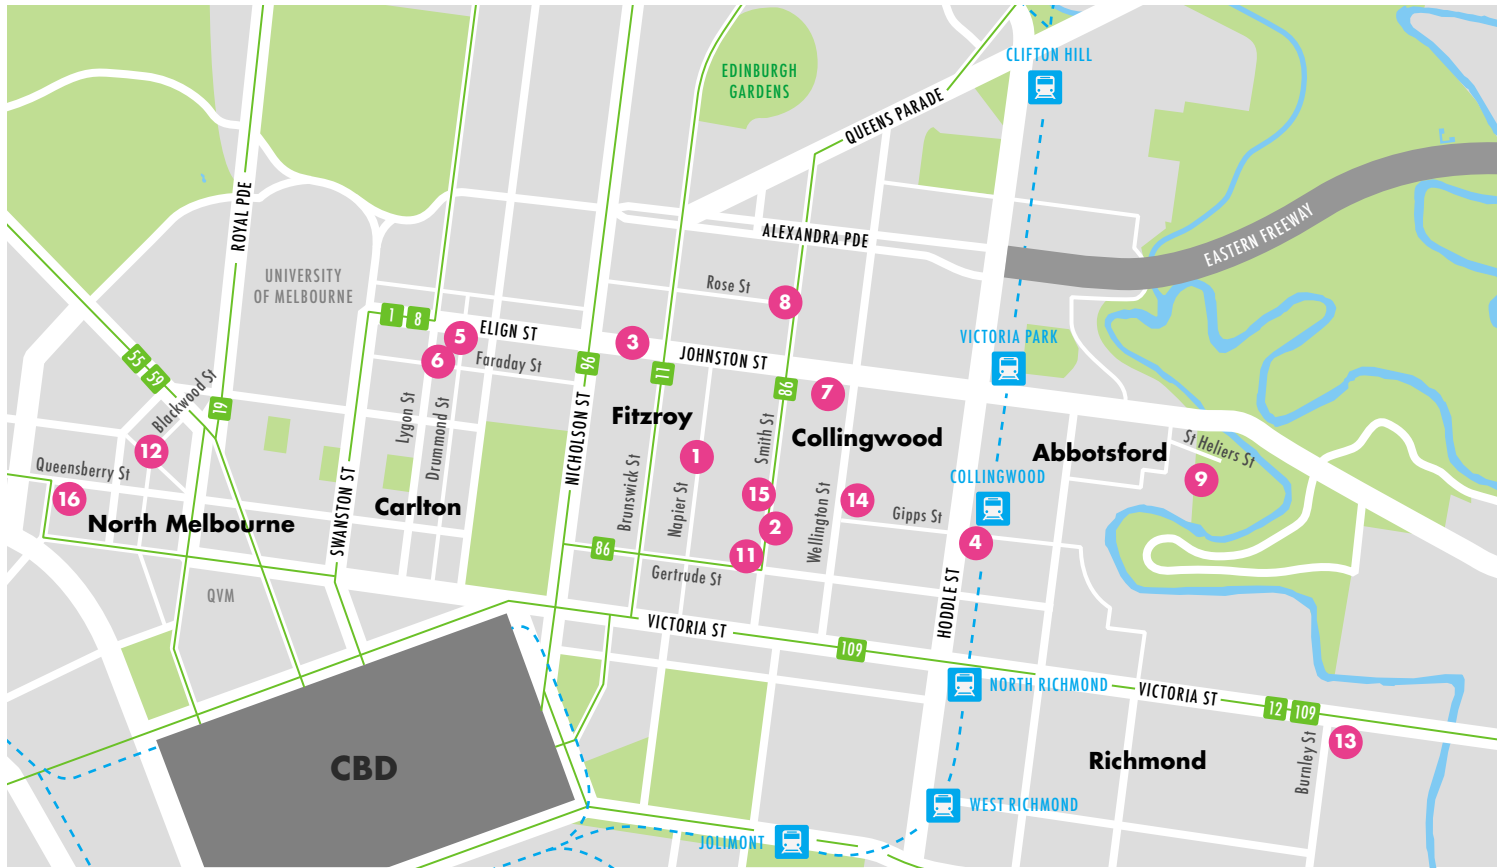 CLIFTON HILL
EDINBURGH
GARDENS
QUEENS PARADE
ROYAL PDE
EASTERN FREEWAY
ALEXANDRA PDE
UNIVERSITY
OF MELBOURNE
Rose St
8
1
8
5
ELIGN ST
3
JOHNSTON ST
VICTORIA PARK
55
59
6
Faraday St
96
11
86
7
Blackwood St
19
Lygon St
Drummond St
NICHOLSON ST
Fitzroy
Smith St
Collingwood
12
1
Abbotsford
St Heliers St
Queensberry St
16
North Melbourne
SWANSTON ST
Carlton
Brunswick St
Napier St
15
Wellington St
14
COLLINGWOOD
9
2
Gipps St
4
86
11
Gertrude St
QVM
HODDLE ST
VICTORIA ST
109
NORTH RICHMOND
VICTORIA ST
12
109
13
CBD
Richmond
Burnley St
WEST RICHMOND
JOLIMONT